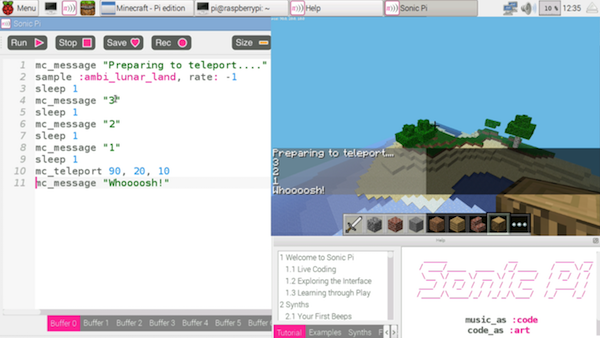 Menu
Minecraft - Pi edition
pi@raspberrypi: ~
Help
Sonic Pi
10 %
12:35
Sonic Pi
Run
Stop
Save
Rec
Size
1 mc_message "Preparing to teleport...."
2 sample :ambi_lunar_land, rate: -1
3 sleep 1
4 mc_message "3"
5 sleep 1
6 mc_message "2"
7 sleep 1
8 mc_message "1"
9 sleep 1
10 mc_teleport 90, 20, 10
11 mc_message "Whoooosh!"
Buffer 0 Buffer 1 Buffer 2 Buffer 3 Buffer 4 Buffer 5 Buffer 6
Preparing to teleport....
3
2
1
Whoooosh!
Help
1 Welcome to Sonic Pi
1.1 Live Coding
1.2 Exploring the Interface
1.3 Learning through Play
2 Synths
2.1 Your First Beeps
Tutorial Examples Synths
Sonic Pi
music_as :code
code_as :art